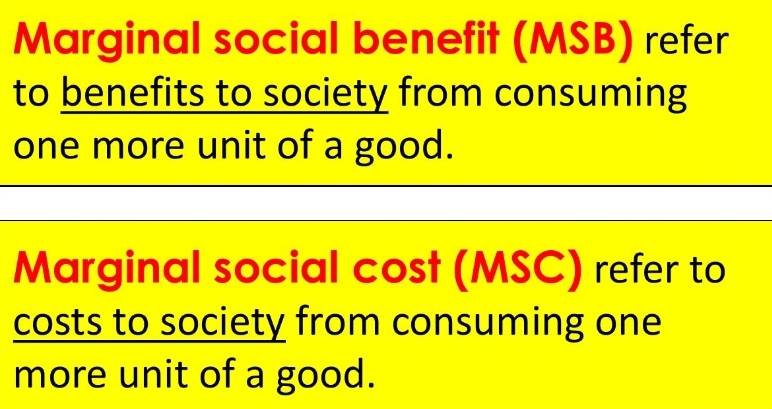 Marginal social benefit (MSB) refer
to benefits to society from consuming
one more unit of a good.
Marginal social cost (MSC) refer to
costs to society from consuming one
more unit of a good.